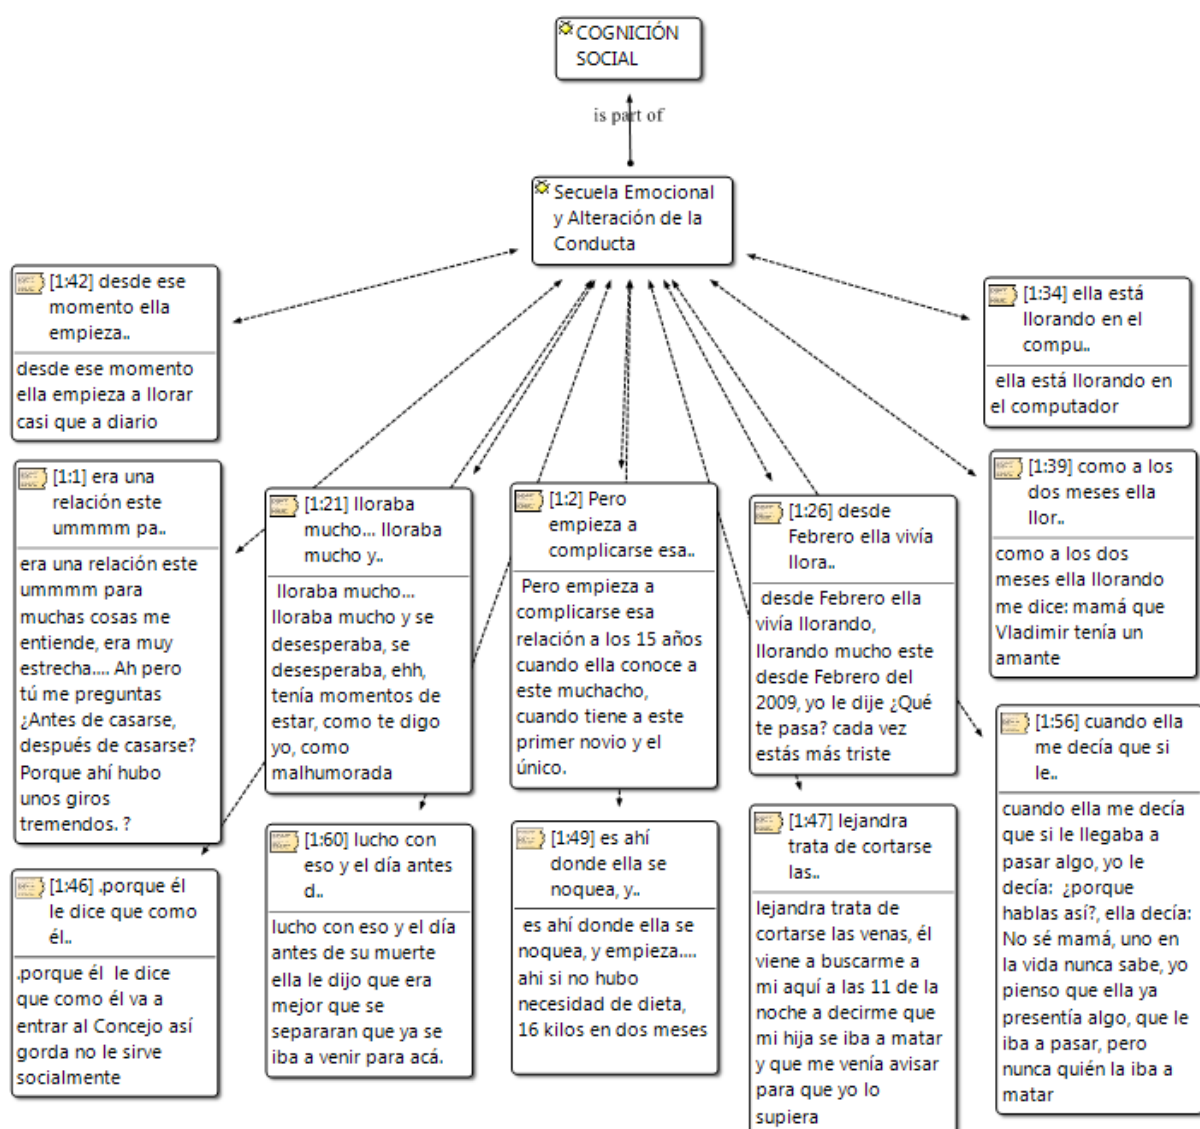 COGNICIÓN
SOCIAL
is part of
Secuela Emocional
y Alteración de la
Conducta
[1:42] desde ese
momento ella
empieza..
desde ese momento
ella empieza a llorar
casi que a diario
[1:34] ella está
llorando en el
compu..
ella está llorando en
el computador
[1:1] era una
relación este
ummmm pa..
era una relación este
ummmm para
muchas cosas me
entiende, era muy
estrecha.... Ah pero
tú me preguntas
¿Antes de casarse,
después de casarse?
Porque ahí hubo
unos giros
tremendos. ?
[1:21] lloraba
mucho... lloraba
mucho y..
lloraba mucho...
lloraba mucho y se
desesperaba, se
desesperaba, ehh,
tenía momentos de
estar, como te digo
yo, como
malhumorada
[1:2] Pero
empieza a
complicarse esa..
Pero empieza a
complicarse esa
relación a los 15 años
cuando ella conoce a
este muchacho,
cuando tiene a este
primer novio y el
único.
[1:26] desde
Febrero ella vivía
llora..
desde Febrero ella
vivía llorando,
llorando mucho este
desde Febrero del
2009, yo le dije ¿Qué
te pasa? cada vez
estás más triste
[1:39] como a los
dos meses ella
llor..
como a los dos
meses ella llorando
me dice: mamá que
Vladimir tenía un
amante
[1:46] .porque él
le dice que como
él..
.porque él le dice
que como él va a
entrar al Concejo así
gorda no le sirve
socialmente
[1:60] lucho con
eso y el día antes
d..
lucho con eso y el día
antes de su muerte
ella le dijo que era
mejor que se
separaran que ya se
iba a venir para acá.
[1:49] es ahí
donde ella se
noquea, y..
es ahí donde ella se
noquea, y empieza....
ahi si no hubo
necesidad de dieta,
16 kilos en dos meses
[1:47] lejandra
trata de cortarse
las..
lejandra trata de
cortarse las venas, él
viene a buscarme a
mi aquí a las 11 de la
noche a decirme que
mi hija se iba a matar
y que me venía avisar
para que yo lo
supiera
[1:56] cuando ella
me decía que si
le..
cuando ella me decía
que si le llegaba a
pasar algo, yo le
decía: ¿porque
hablas así?, ella decía:
No sé mamá, uno en
la vida nunca sabe, yo
pienso que ella ya
presentía algo, que le
iba a pasar, pero
nunca quién la iba a
matar